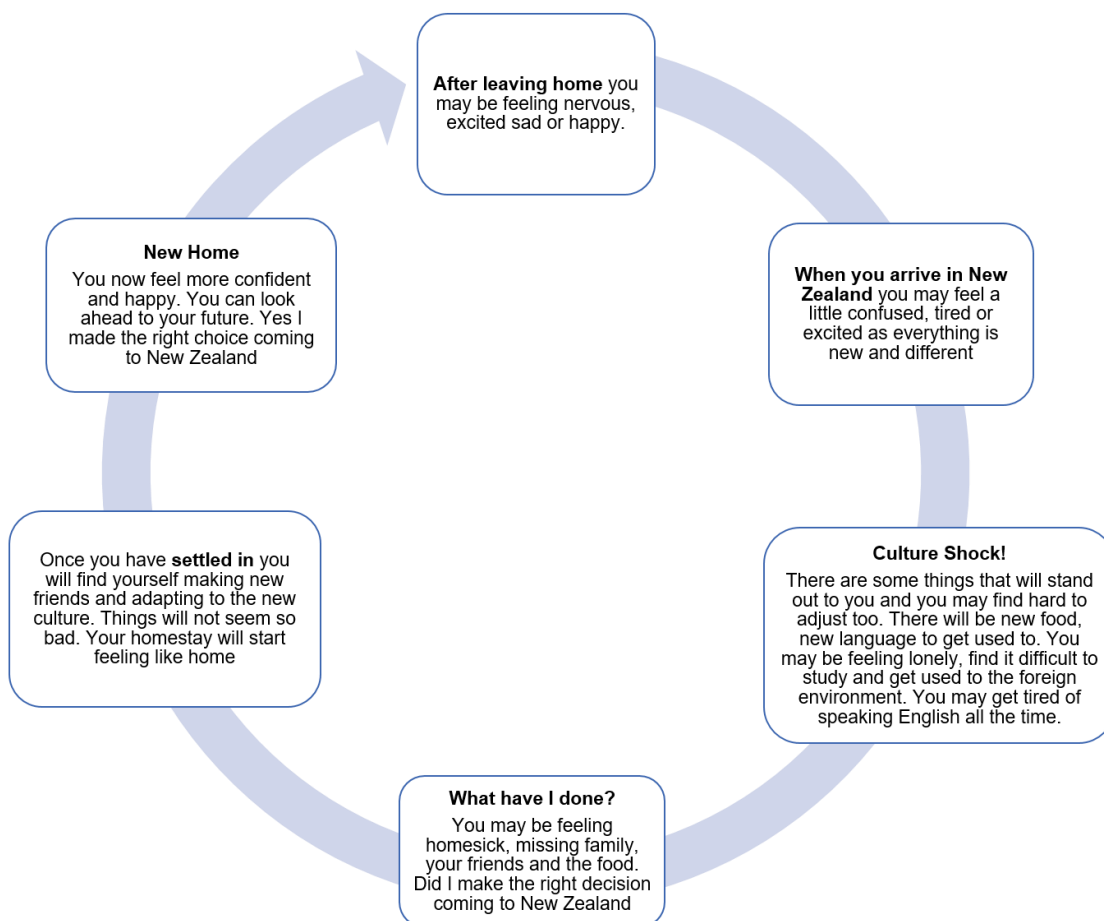 After leaving home you
may be feeling nervous,
excited sad or happy.
When you arrive in New
Zealand you may feel a
little confused, tired or
excited as everything is
new and different
Culture Shock!
There are some things that will stand
out to you and you may find hard to
adjust too. There will be new food,
new language to get used to. You
may be feeling lonely, find it difficult to
study and get used to the foreign
environment. You may get tired of
speaking English all the time.
What have I done?
You may be feeling
homesick, missing family,
your friends and the food.
Did I make the right decision
coming to New Zealand
Once you have settled in you
will find yourself making new
friends and adapting to the new
culture. Things will not seem so
bad. Your homestay will start
feeling like home
New Home
You now feel more confident
and happy. You can look
ahead to your future. Yes I
made the right choice coming
to New Zealand